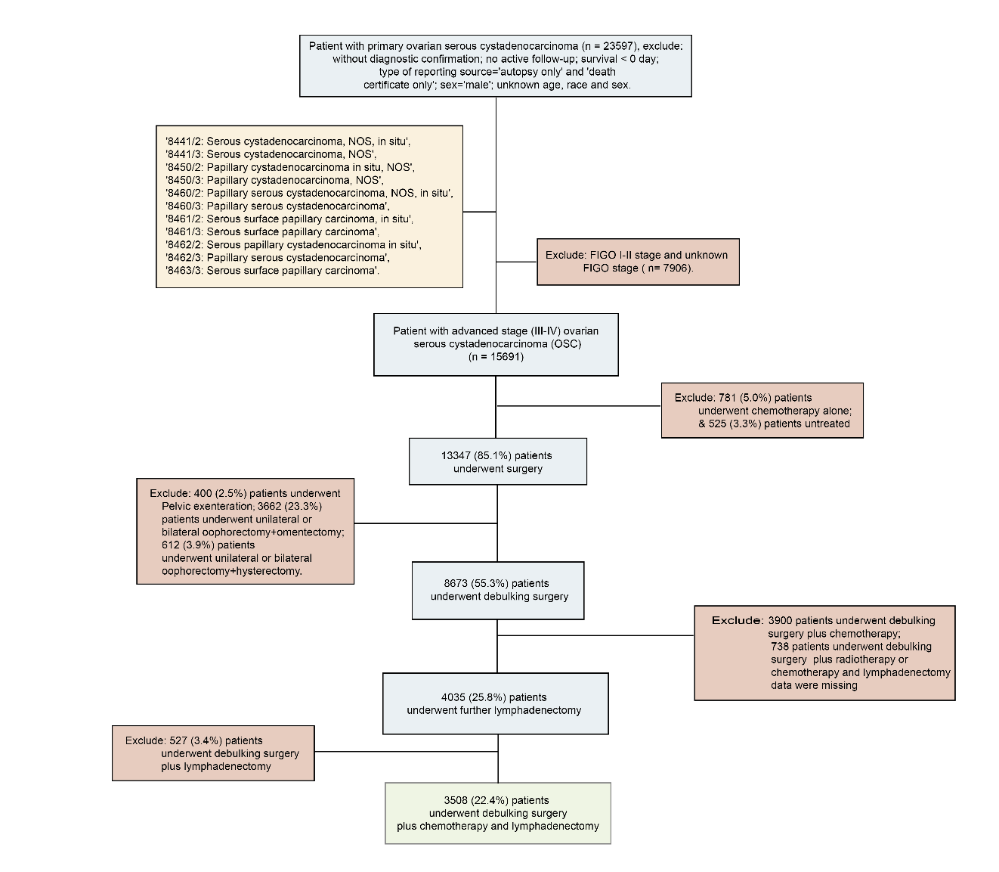 Patient with primary ovarian serous cystadenocarcinoma (n = 23597), exclude:
without diagnostic confirmation; no active follow-up; survival < 0 day;
type of reporting source='autopsy only' and 'death
certificate only'; sex='male'; unknown age, race and sex.
'8441/2: Serous cystadenocarcinoma, NOS, in situ',
'8441/3: Serous cystadenocarcinoma, NOS',
'8450/2: Papillary cystadenocarcinoma in situ, NOS',
'8450/3: Papillary cystadenocarcinoma, NOS',
'8460/2: Papillary serous cystadenocarcinoma, NOS, in situ',
'8460/3: Papillary serous cystadenocarcinoma',
'8461/2: Serous surface papillary carcinoma, in situ',
'8461/3: Serous surface papillary carcinoma',
'8462/2: Serous papillary cystadenocarcinoma in situ',
'8462/3: Papillary serous cystadenocarcinoma',
'8463/3: Serous surface papillary carcinoma'.
Exclude: FIGO I-II stage and unknown
FIGO stage ( n= 7906).
Patient with advanced stage (III-IV) ovarian
serous cystadenocarcinoma (OSC)
(n = 15691)
Exclude: 781 (5.0%) patients
underwent chemotherapy alone;
& 525 (3.3%) patients untreated
13347 (85.1%) patients
underwent surgery
Exclude: 400 (2.5%) patients underwent
Pelvic exenteration; 3662 (23.3%)
patients underwent unilateral or
bilateral oophorectomy+omentectomy;
612 (3.9%) patients
underwent unilateral or bilateral
oophorectomy+hysterectomy.
8673 (55.3%) patients
underwent debulking surgery
Exclude: 3900 patients underwent debulking
surgery plus chemotherapy;
738 patients underwent debulking
surgery plus radiotherapy or
chemotherapy and lymphadenectomy
data were missing
4035 (25.8%) patients
underwent further lymphadenectomy
Exclude: 527 (3.4%) patients
underwent debulking surgery
plus lymphadenectomy
3508 (22.4%) patients
underwent debulking surgery
plus chemotherapy and lymphadenectomy